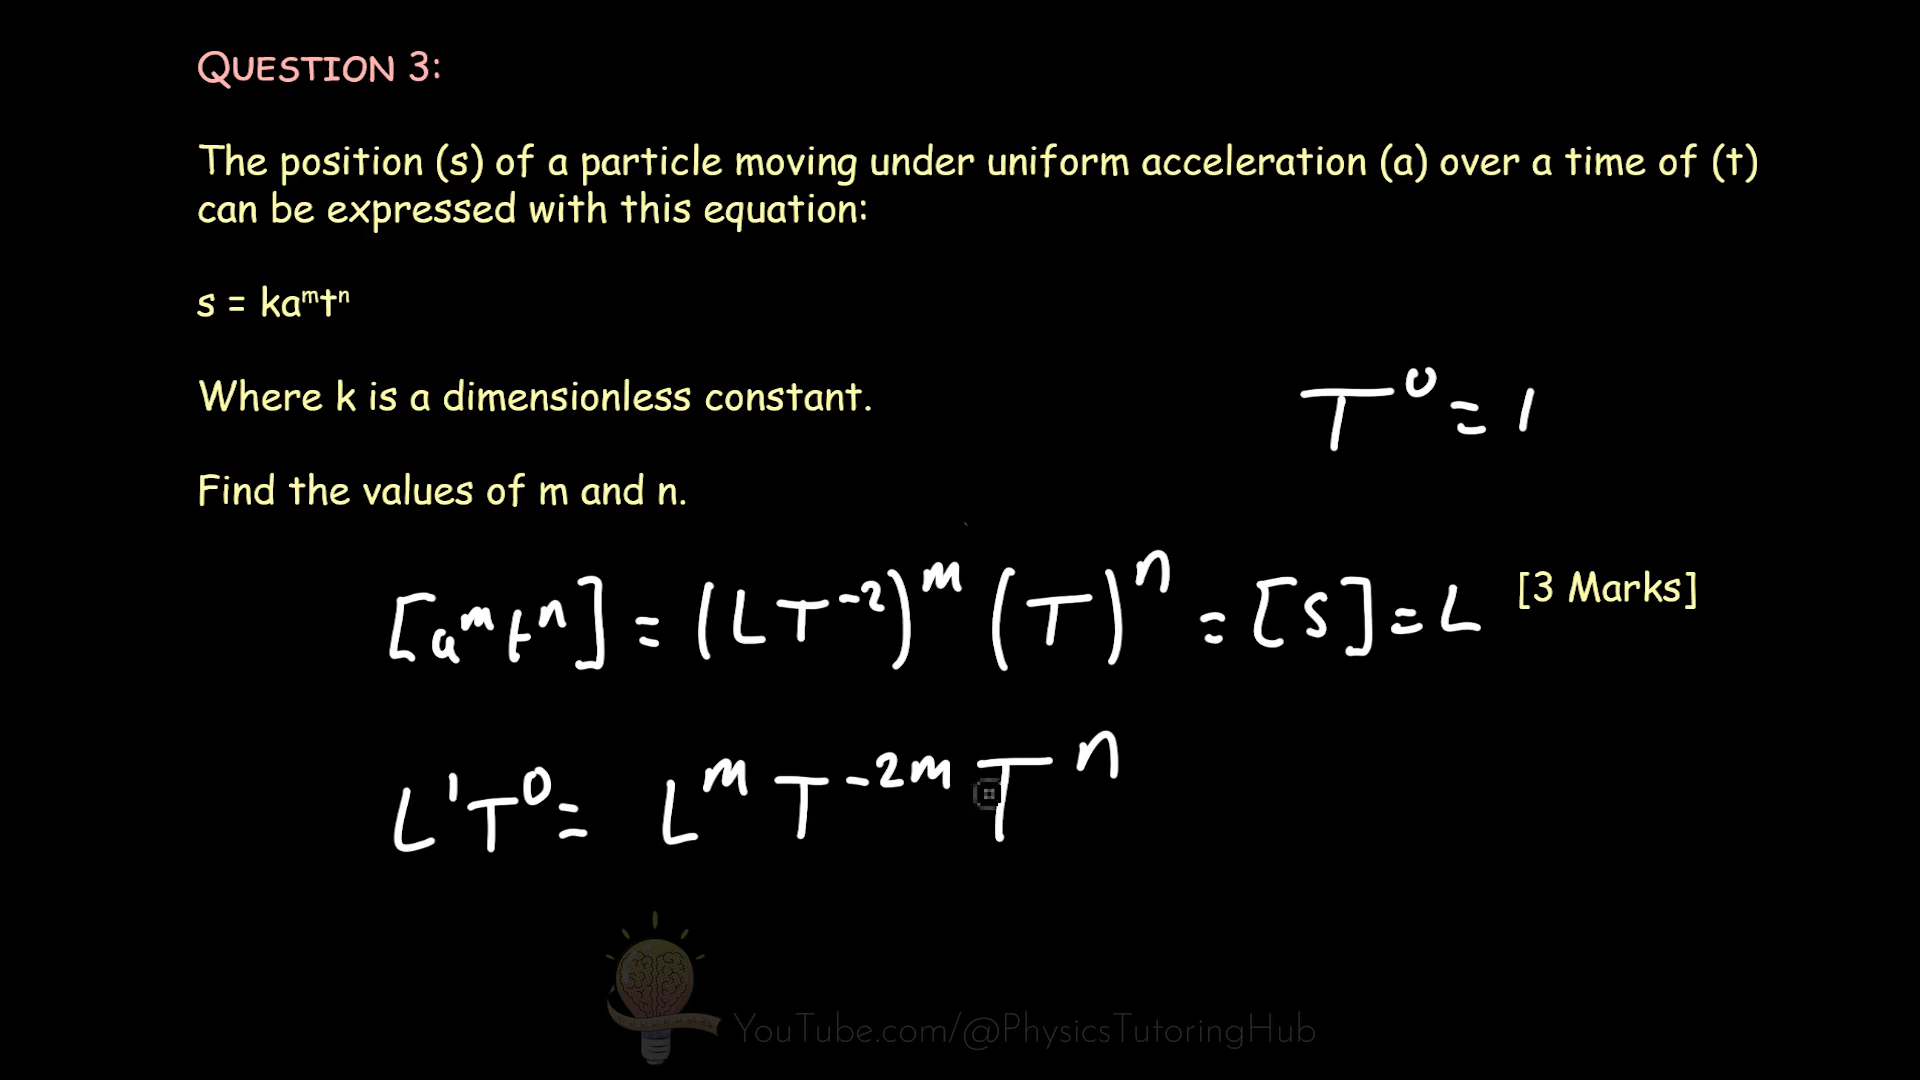 QUESTION 3:
The position (s) of a particle moving under uniform acceleration (a) over a time of (t)
can be expressed with this equation:
s = kaᵐtⁿ
Where k is a dimensionless constant.
T⁰ = 1
Find the values of m and n.
[aᵐtⁿ] = (LT⁻²)ᵐ (T)ⁿ = [S] = L [3 Marks]
L¹T⁰ = Lᵐ T⁻²ᵐ Tⁿ
YouTube.com/@PhysicsTutoringHub